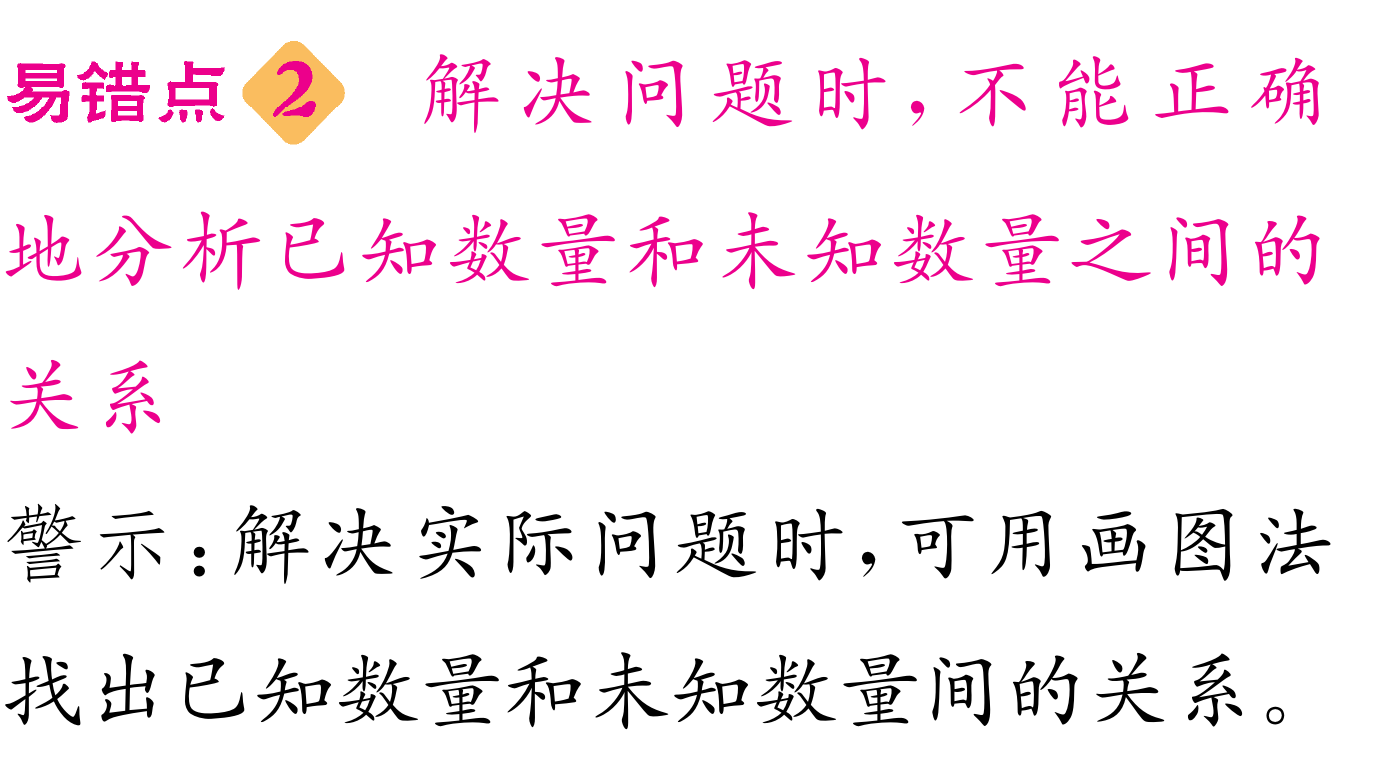 易错点2 解决问题时,不能正确
地分析已知数量和未知数量之间的
关系
警示:解决实际问题时,可用画图法
找出已知数量和未知数量间的关系。